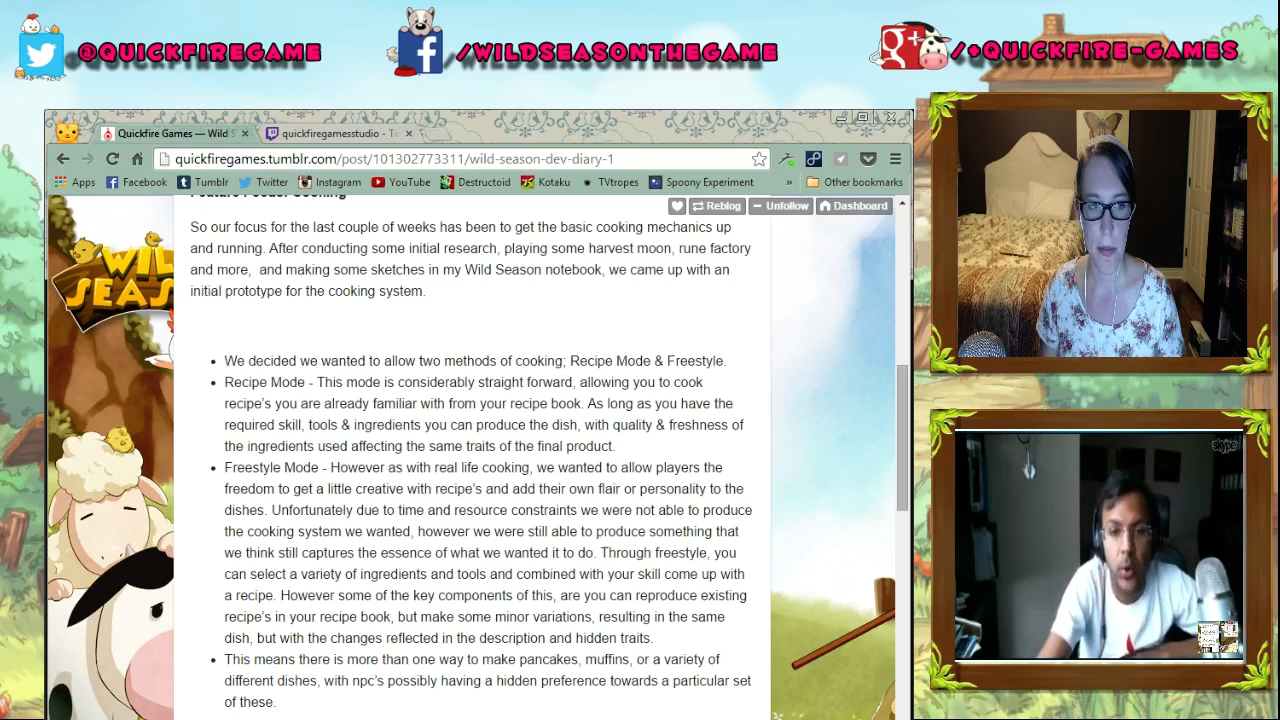 @QUICKFIREGAME
/WILDSEASONTHEGAME
g+ /+QUICKFIRE-GAMES
Quickfire Games — Wild S
quickfiregamesstudio - Tw
quickfiregames.tumblr.com/post/101302773311/wild-season-dev-diary-1
Apps Facebook Tumblr Twitter Instagram YouTube Destructoid Kotaku TVtropes Spoony Experiment » Other bookmarks
Reblog Unfollow Dashboard
So our focus for the last couple of weeks has been to get the basic cooking mechanics up
and running. After conducting some initial research, playing some harvest moon, rune factory
and more, and making some sketches in my Wild Season notebook, we came up with an
initial prototype for the cooking system.
We decided we wanted to allow two methods of cooking; Recipe Mode & Freestyle.
Recipe Mode - This mode is considerably straight forward, allowing you to cook
recipe's you are already familiar with from your recipe book. As long as you have the
required skill, tools & ingredients you can produce the dish, with quality & freshness of
the ingredients used affecting the same traits of the final product.
Freestyle Mode - However as with real life cooking, we wanted to allow players the
freedom to get a little creative with recipe's and add their own flair or personality to the
dishes. Unfortunately due to time and resource constraints we were not able to produce
the cooking system we wanted, however we were still able to produce something that
we think still captures the essence of what we wanted it to do. Through freestyle, you
can select a variety of ingredients and tools and combined with your skill come up with
a recipe. However some of the key components of this, are you can reproduce existing
recipe's in your recipe book, but make some minor variations, resulting in the same
dish, but with the changes reflected in the description and hidden traits.
This means there is more than one way to make pancakes, muffins, or a variety of
different dishes, with npc's possibly having a hidden preference towards a particular set
of these.
WIL
SEAS
skype